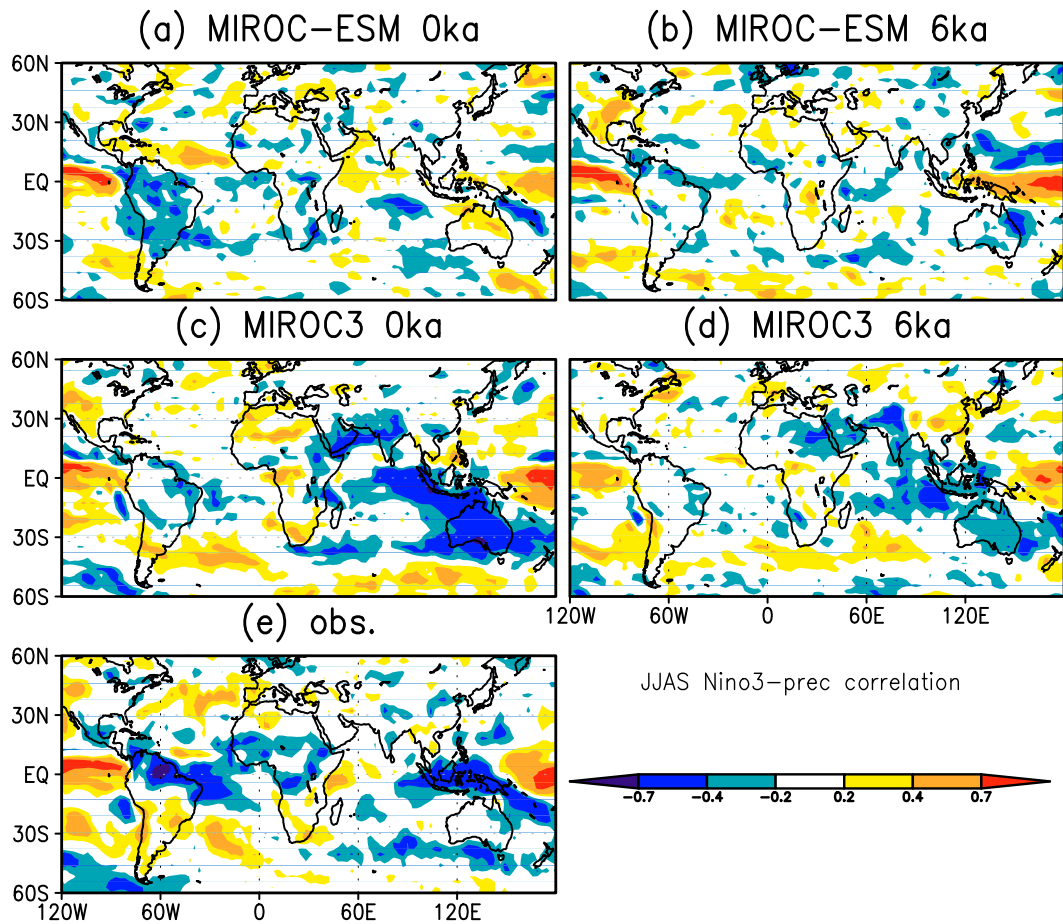 (a) MIROC-ESM 0ka
(b) MIROC-ESM 6ka
60N
30N
EQ
30S
60S
(c) MIROC3 0ka
(d) MIROC3 6ka
60N
30N
EQ
30S
60S
120W 60W 0 60E 120E
(e) obs.
60N
30N
EQ
30S
60S
120W 60W 0 60E 120E
JJAS Nino3-prec correlation
-0.7 -0.4 -0.2 0.2 0.4 0.7